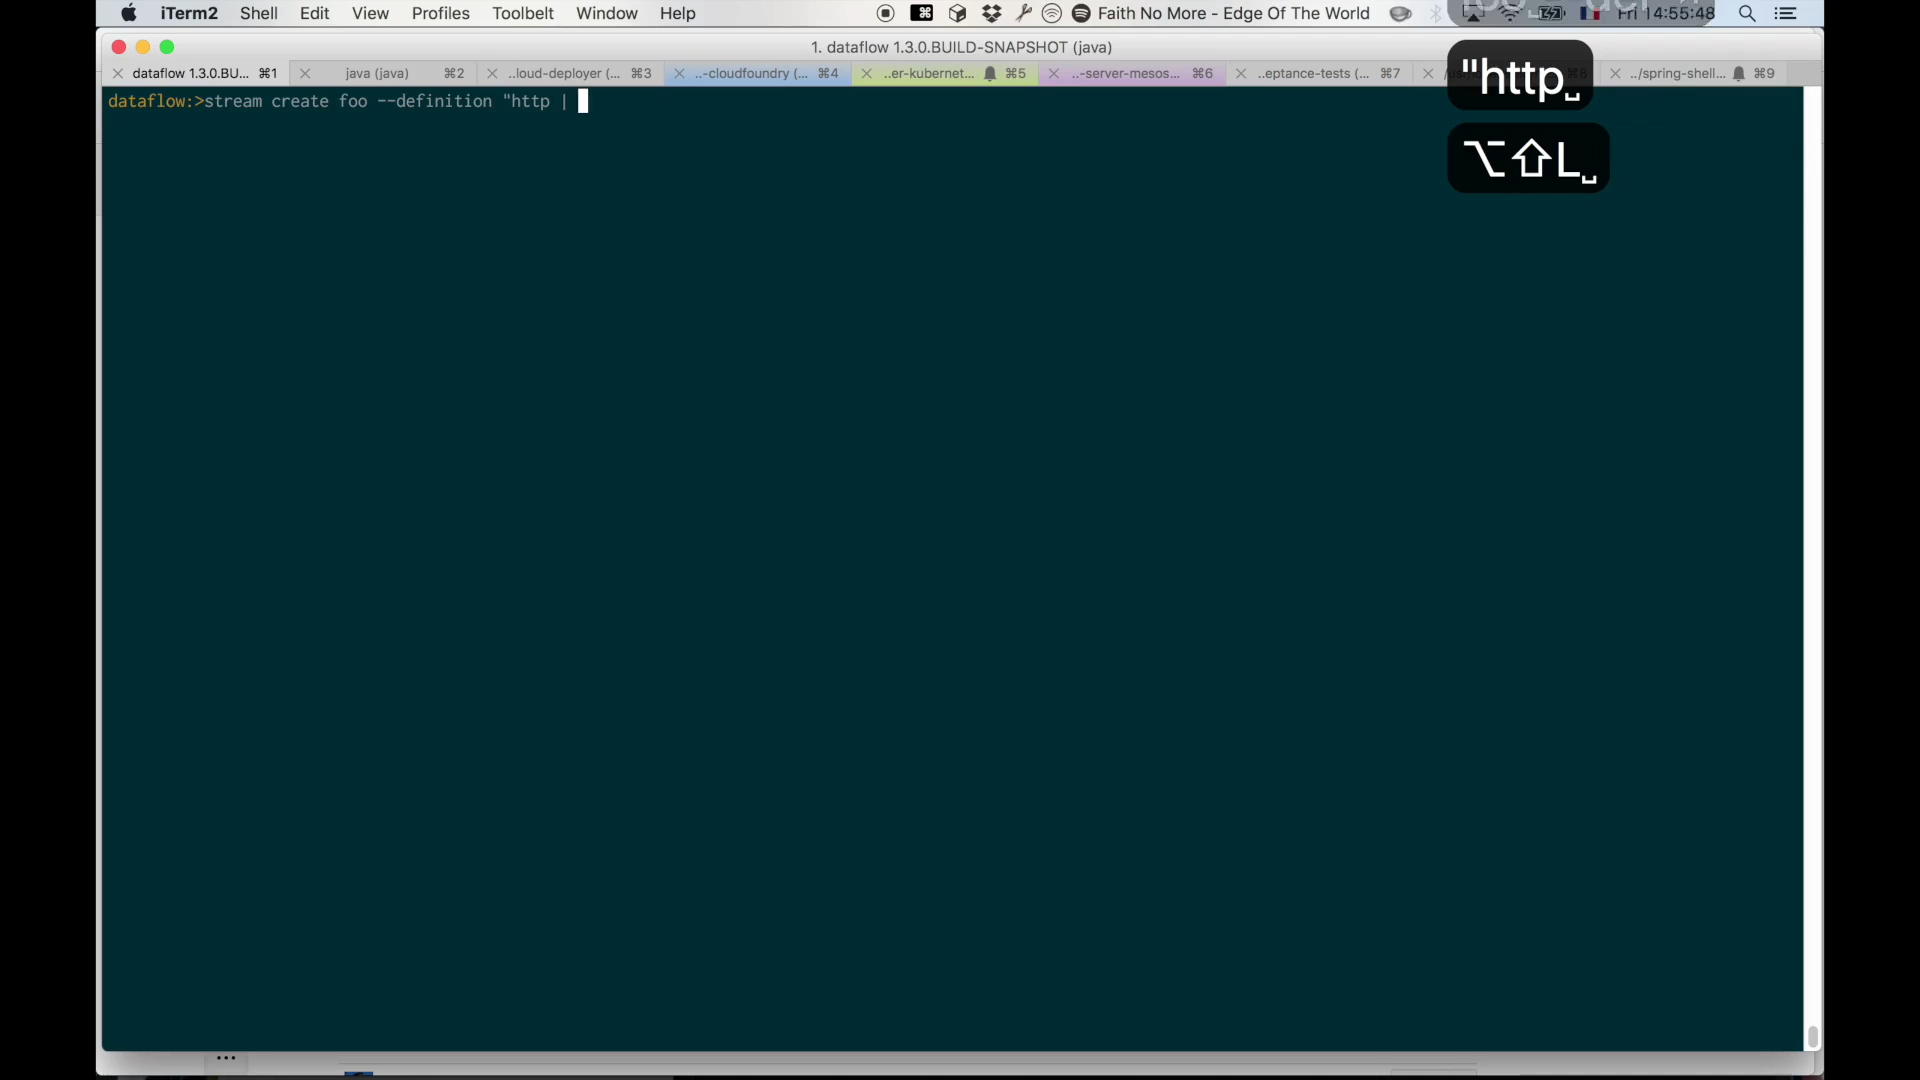 iTerm2 Shell Edit View Profiles Toolbelt Window Help Faith No More - Edge Of The World Fri 14:55:48
1. dataflow 1.3.0.BUILD-SNAPSHOT (java)
dataflow 1.3.0.BU... ⌘1 java (java) ⌘2 ..loud-deployer (... ⌘3 ..-cloudfoundry (... ⌘4 ..er-kubernet... ⌘5 ..-server-mesos... ⌘6 ..eptance-tests (... ⌘7 ../spring-shell... ⌘9
"http␣
⌥⇧L␣
dataflow:>stream create foo --definition "http |
...